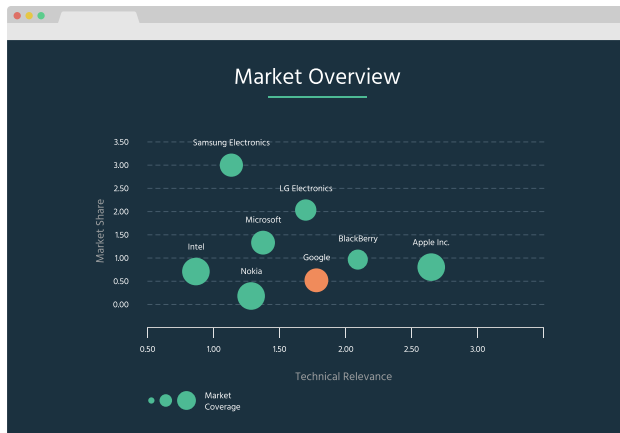 Market Overview
3.50
Samsung Electronics
3.00
2.50
LG Electronics
2.00
Microsoft
1.50
BlackBerry
Apple Inc.
Intel
1.00
Google
Nokia
0.50
0.00
Market Share
0.50 1.00 1.50 2.00 2.50 3.00
Technical Relevance
Market
Coverage